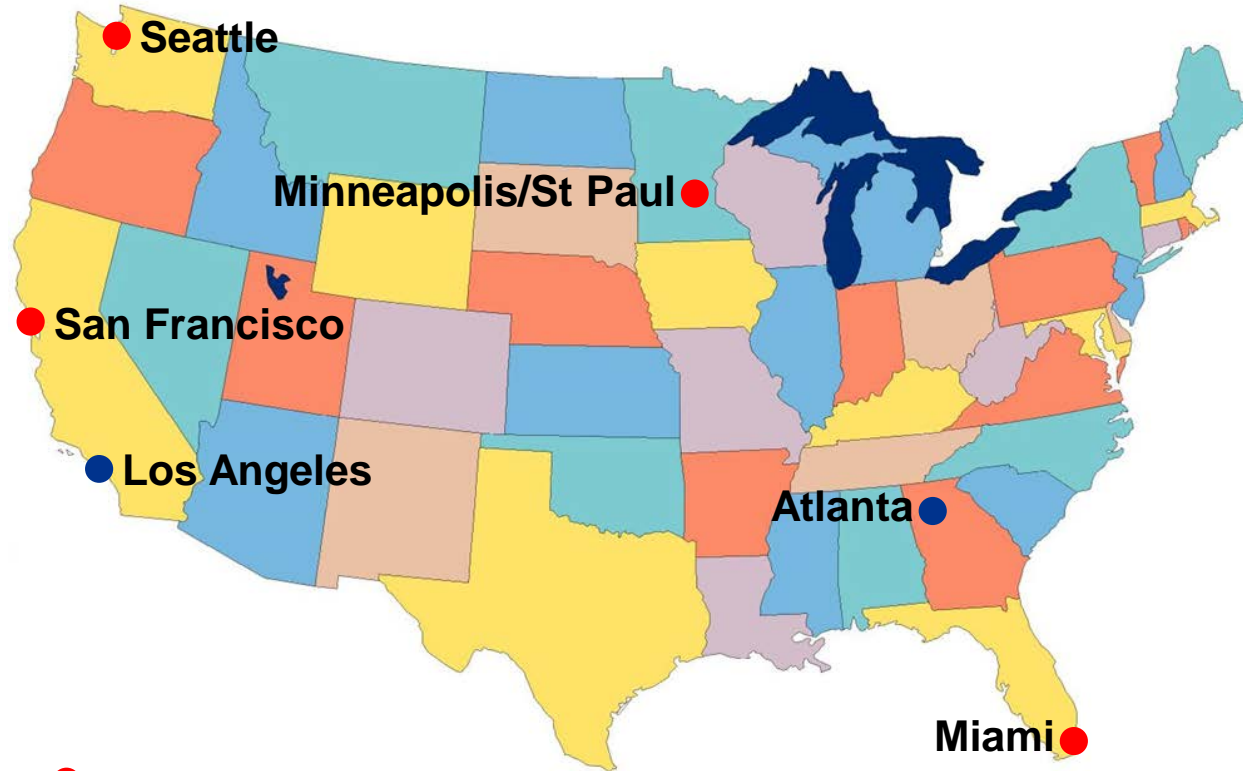 Seattle
Minneapolis/St Paul
San Francisco
Los Angeles
Atlanta
Miami